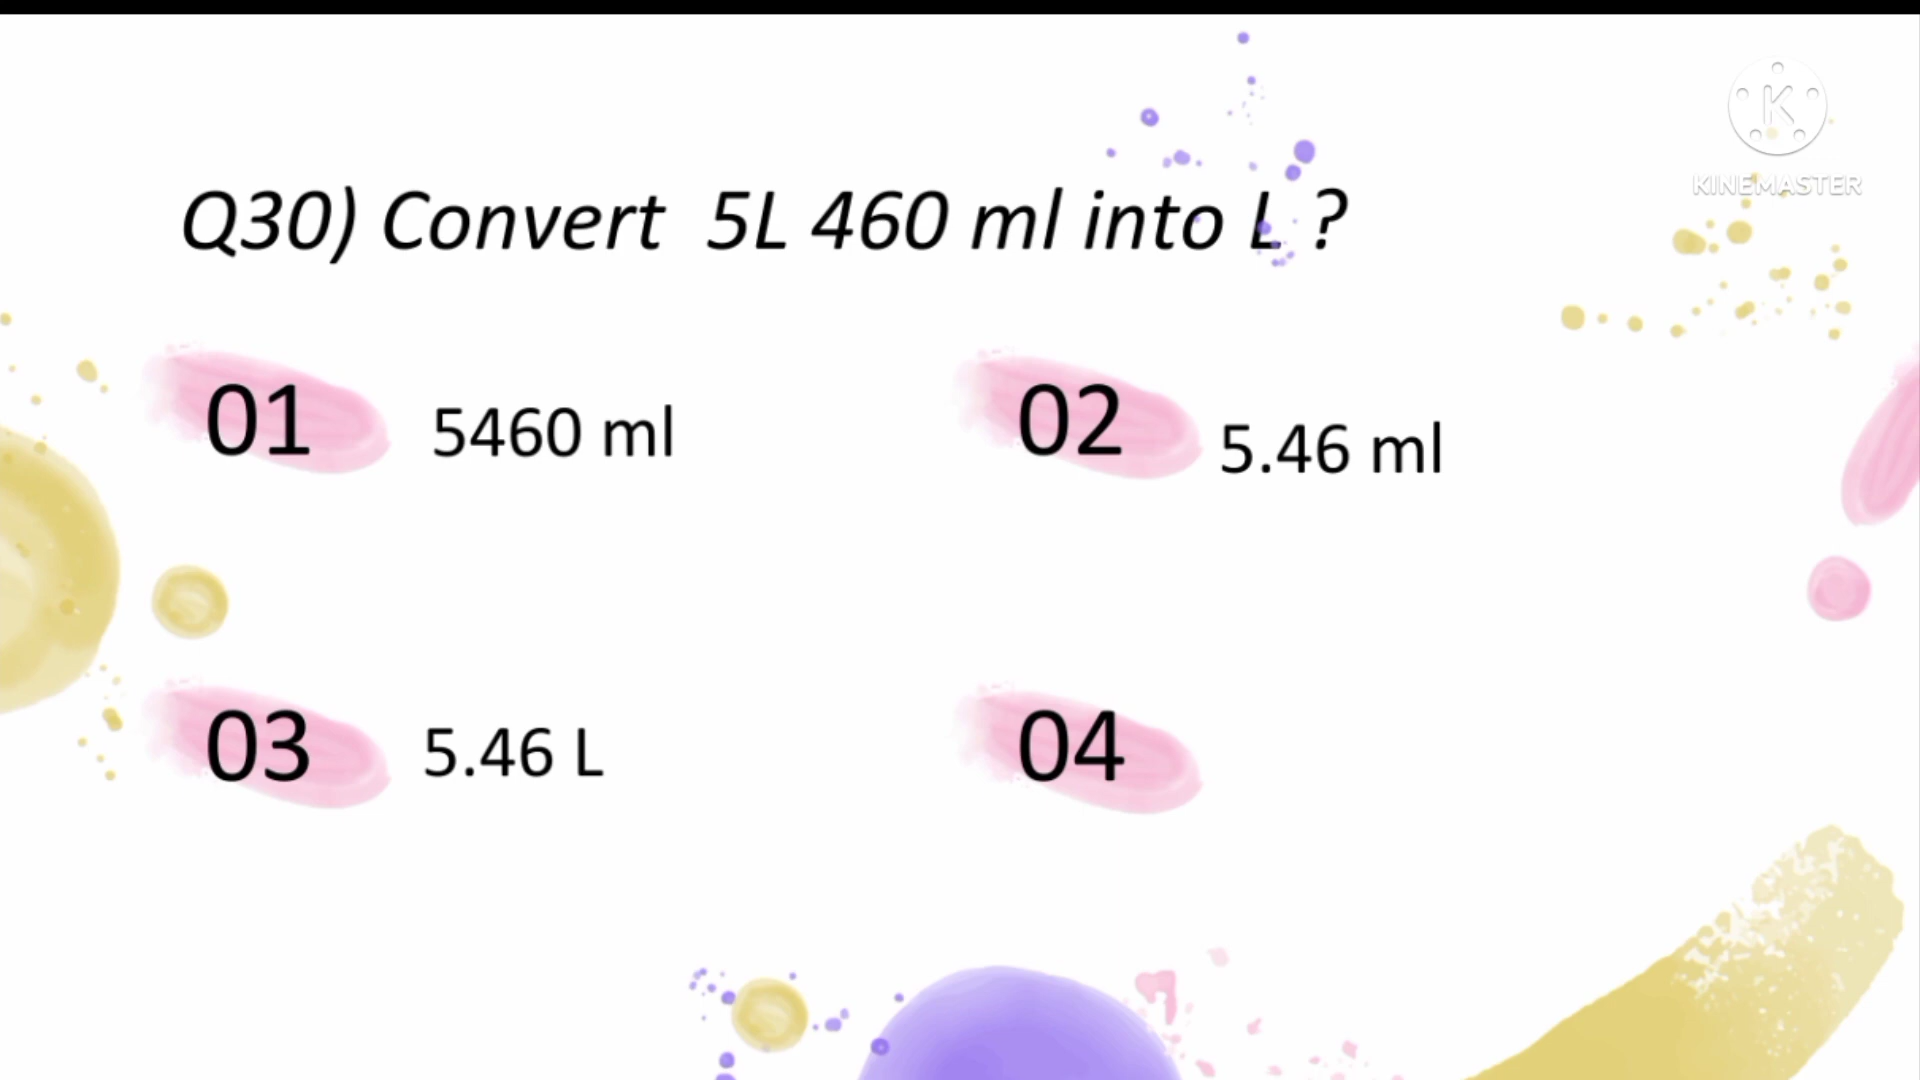 K
KINEMASTER
Q30) Convert 5L 460 ml into L ?
01 5460 ml
02 5.46 ml
03 5.46 L
04